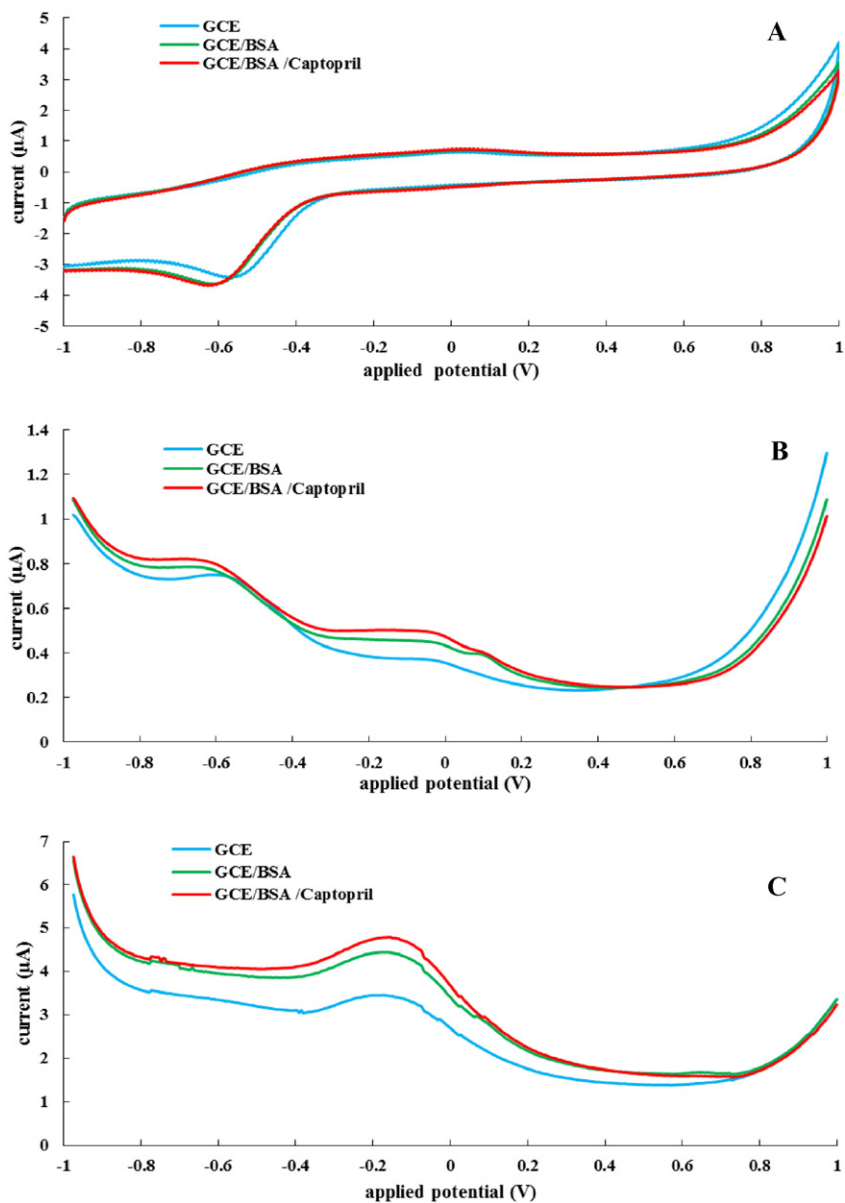 A
GCE
GCE/BSA
GCE/BSA /Captopril
5
4
3
2
1
0
-1
-2
-3
-4
-5
current (µA)
-1 -0.8 -0.6 -0.4 -0.2 0 0.2 0.4 0.6 0.8 1
applied potential (V)
B
GCE
GCE/BSA
GCE/BSA /Captopril
1.4
1.2
1
0.8
0.6
0.4
0.2
0
current (µA)
-1 -0.8 -0.6 -0.4 -0.2 0 0.2 0.4 0.6 0.8 1
applied potential (V)
C
GCE
GCE/BSA
GCE/BSA /Captopril
7
6
5
4
3
2
1
0
current (µA)
-1 -0.8 -0.6 -0.4 -0.2 0 0.2 0.4 0.6 0.8 1
applied potential (V)